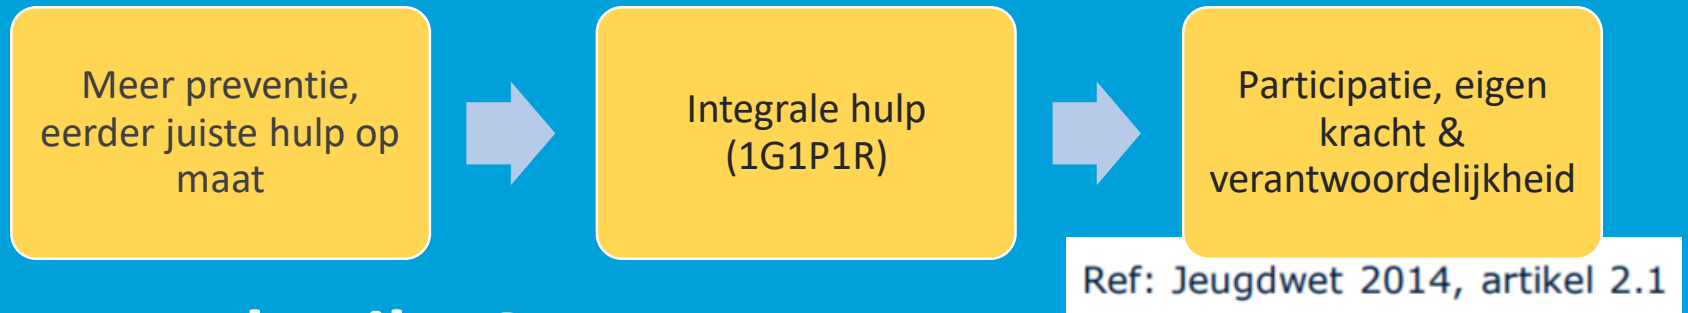 Meer preventie,
eerder juiste hulp op
maat
Integrale hulp
(1G1P1R)
Participatie, eigen
kracht &
verantwoordelijkheid
Ref: Jeugdwet 2014, artikel 2.1